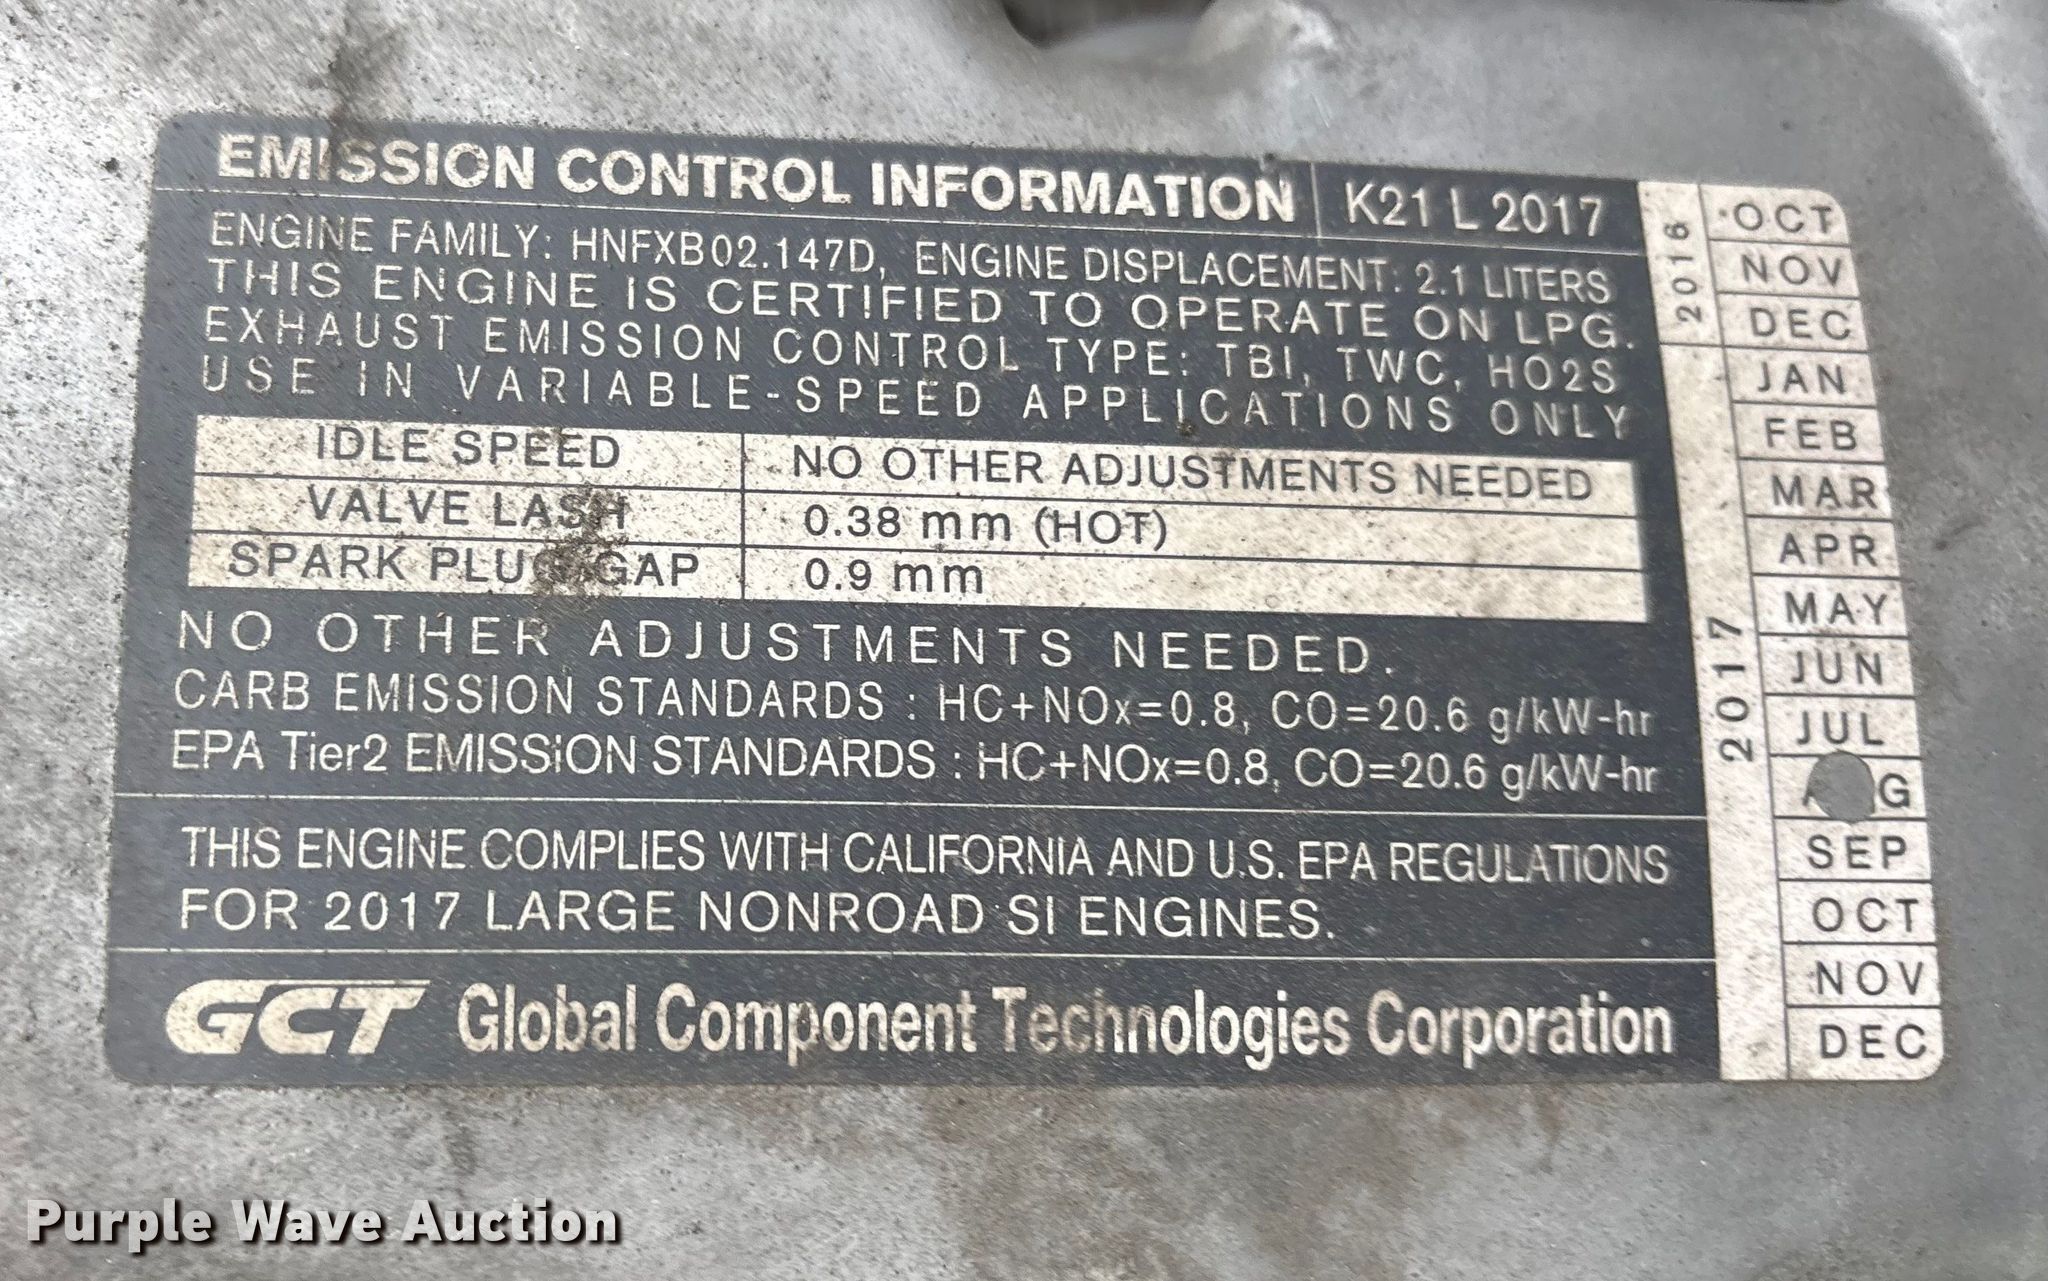 EMISSION CONTROL INFORMATION K21 L 2017
ENGINE FAMILY: HNFXB02.147D, ENGINE DISPLACEMENT: 2.1 LITERS
THIS ENGINE IS CERTIFIED TO OPERATE ON LPG.
EXHAUST EMISSION CONTROL TYPE: TBI, TWC, HO2S
USE IN VARIABLE-SPEED APPLICATIONS ONLY
IDLE SPEED NO OTHER ADJUSTMENTS NEEDED
VALVE LASH 0.38 mm (HOT)
SPARK PLUG GAP 0.9 mm
NO OTHER ADJUSTMENTS NEEDED.
CARB EMISSION STANDARDS : HC+NOx=0.8, CO=20.6 g/kW-hr
EPA Tier2 EMISSION STANDARDS : HC+NOx=0.8, CO=20.6 g/kW-hr
THIS ENGINE COMPLIES WITH CALIFORNIA AND U.S. EPA REGULATIONS
FOR 2017 LARGE NONROAD SI ENGINES.
GCT Global Component Technologies Corporation
2016
OCT
NOV
DEC
2017
JAN
FEB
MAR
APR
MAY
JUN
JUL
SEP
OCT
NOV
DEC
Purple Wave Auction